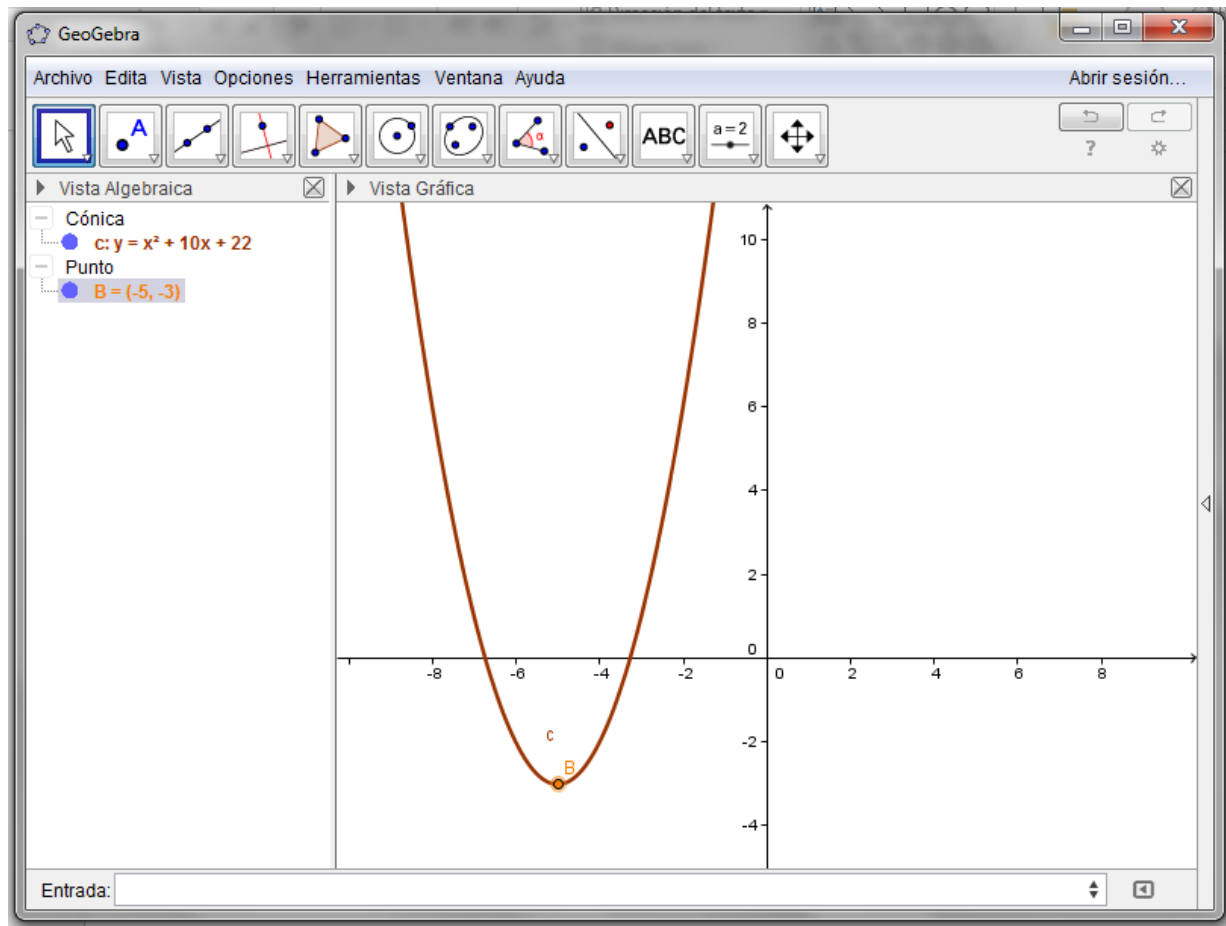 GeoGebra
Archivo Edita Vista Opciones Herramientas Ventana Ayuda
Abrir sesión...
A
α
ABC
a=2
?
Vista Algebraica
Vista Gráfica
Cónica
c: y = x² + 10x + 22
Punto
B = (-5, -3)
10
8
6
4
2
0
-8 -6 -4 -2 0 2 4 6 8
c
-2
B
-4
Entrada: